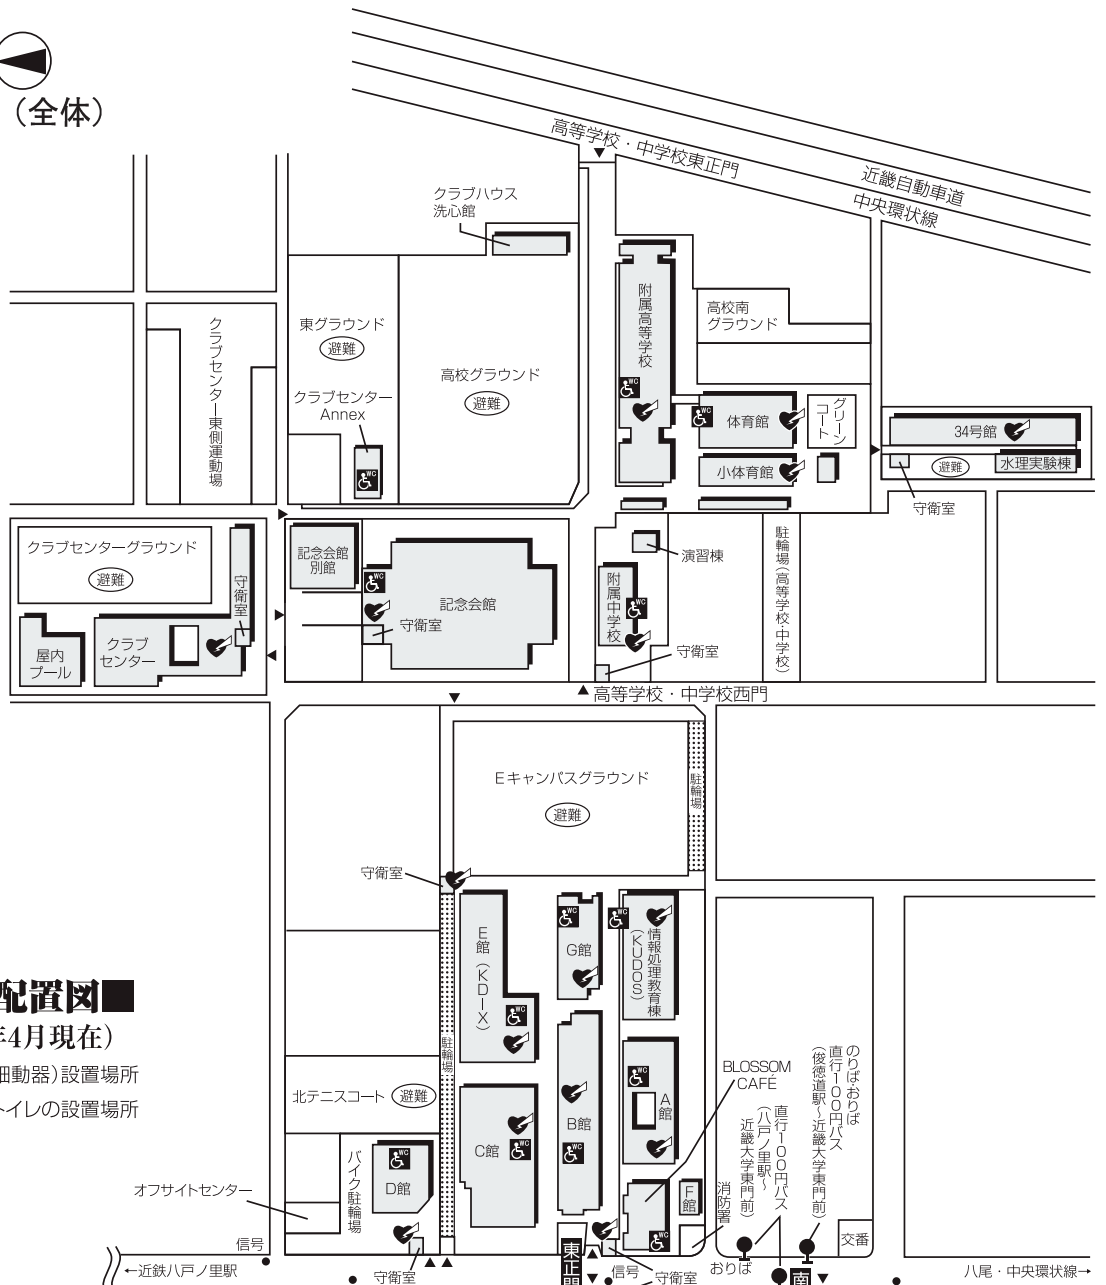 （全体）
高等学校・中学校東正門
近畿自動車道
中央環状線
クラブハウス
洗心館
附属高等学校
WC
高校南
グラウンド
クラブセンター東側運動場
東グラウンド
避難
高校グラウンド
避難
クラブセンター
Annex
WC
WC
体育館
グリーン
コート
小体育館
34号館
避難
水理実験棟
守衛室
クラブセンターグラウンド
避難
守衛室
屋内
プール
クラブ
センター
記念会館
別館
WC
記念会館
守衛室
演習棟
附属中学校
WC
守衛室
駐輪場（高等学校・中学校）
高等学校・中学校西門
Eキャンパスグラウンド
避難
駐輪場
守衛室
E館（KDIX）
WC
WC
G館
WC
情報処理教育棟
（KUDOS）
配置図■
年4月現在）
細動器）設置場所
トイレの設置場所
駐輪場
北テニスコート
避難
C館
WC
B館
WC
WC
A館
BLOSSOM
CAFÉ
のりば・おりば
直行100円バス
（俊徳道駅～近畿大学東門前）
直行100円バス
（八戸ノ里駅～
近畿大学東門前）
オフサイトセンター
バイク駐輪場
WC
D館
WC
F館
消防署
交番
信号
←近鉄八戸ノ里駅
守衛室
東正門
信号
守衛室
おりば
南
八尾・中央環状線→